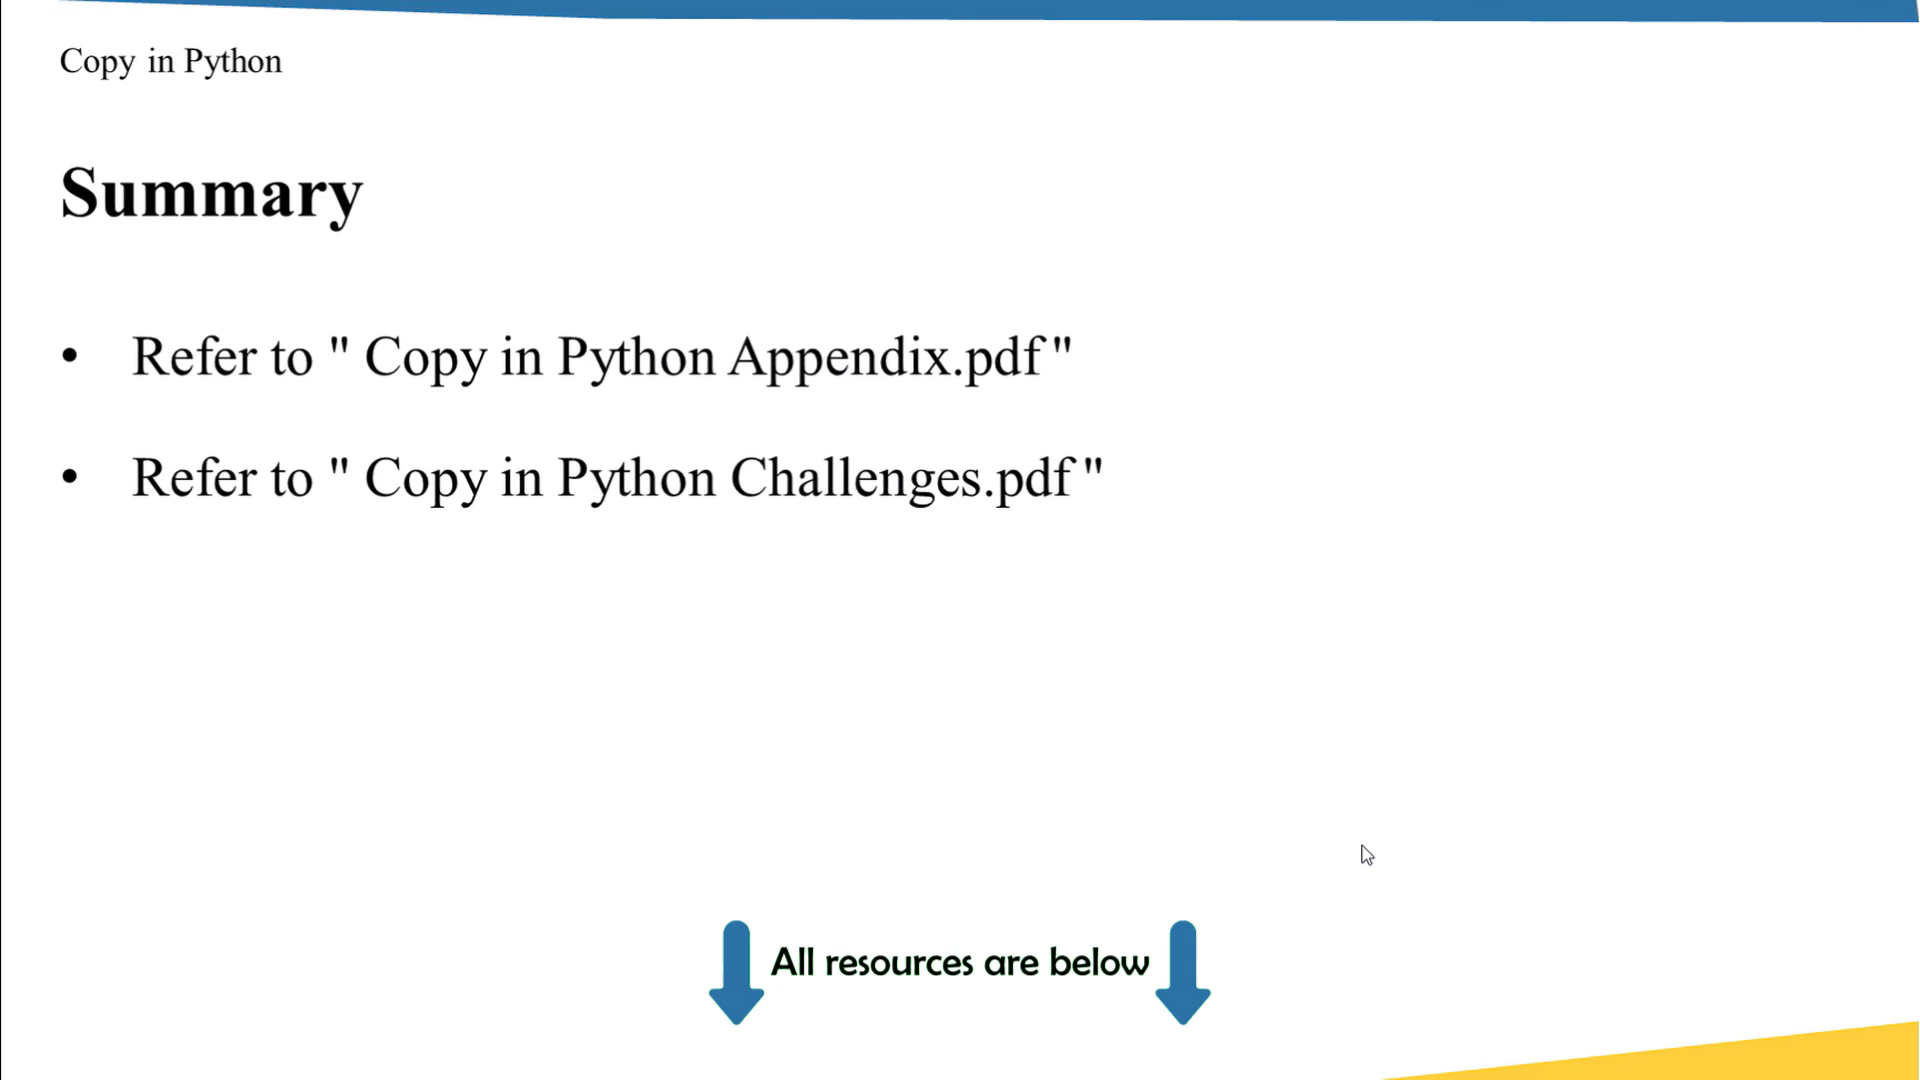 Copy in Python
Summary
• Refer to " Copy in Python Appendix.pdf "
• Refer to " Copy in Python Challenges.pdf "
All resources are below